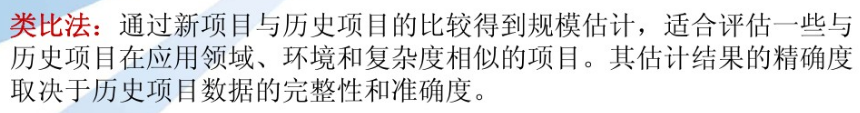 类比法：通过新项目与历史项目的比较得到规模估计，适合评估一些与
历史项目在应用领域、环境和复杂度相似的项目。其估计结果的精确度
取决于历史项目数据的完整性和准确度。